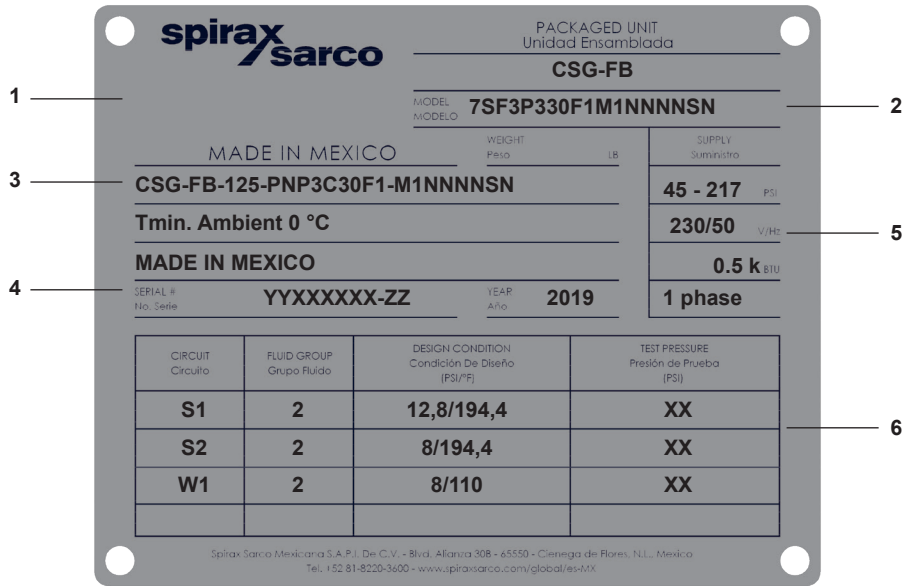 spirax
sarco
PACKAGED UNIT
Unidad Ensamblada
CSG-FB
1
MODEL
MODELO
7SF3P330F1M1NNNNSN
2
MADE IN MEXICO
WEIGHT
Peso
LB
SUPPLY
Suministro
3
CSG-FB-125-PNP3C30F1-M1NNNNSN
45 - 217 PSI
Tmin. Ambient 0 °C
230/50 V/Hz
5
MADE IN MEXICO
0.5 k BTU
4
SERIAL #
No. Serie
YYXXXXXX-ZZ
YEAR
Año
2019
1 phase
CIRCUIT
Circuito
FLUID GROUP
Grupo Fluido
DESIGN CONDITION
Condición De Diseño
(PSI/°F)
TEST PRESSURE
Presión de Prueba
(PSI)
S1 2 12,8/194,4 XX
6
S2 2 8/194,4 XX
W1 2 8/110 XX
Spirax Sarco Mexicana S.A.P.I. De C.V. - Blvd. Alianza 30B - 65550 - Cienega de Flores, N.L., Mexico
Tel. +52 81-8220-3600 - www.spiraxsarco.com/global/es-MX